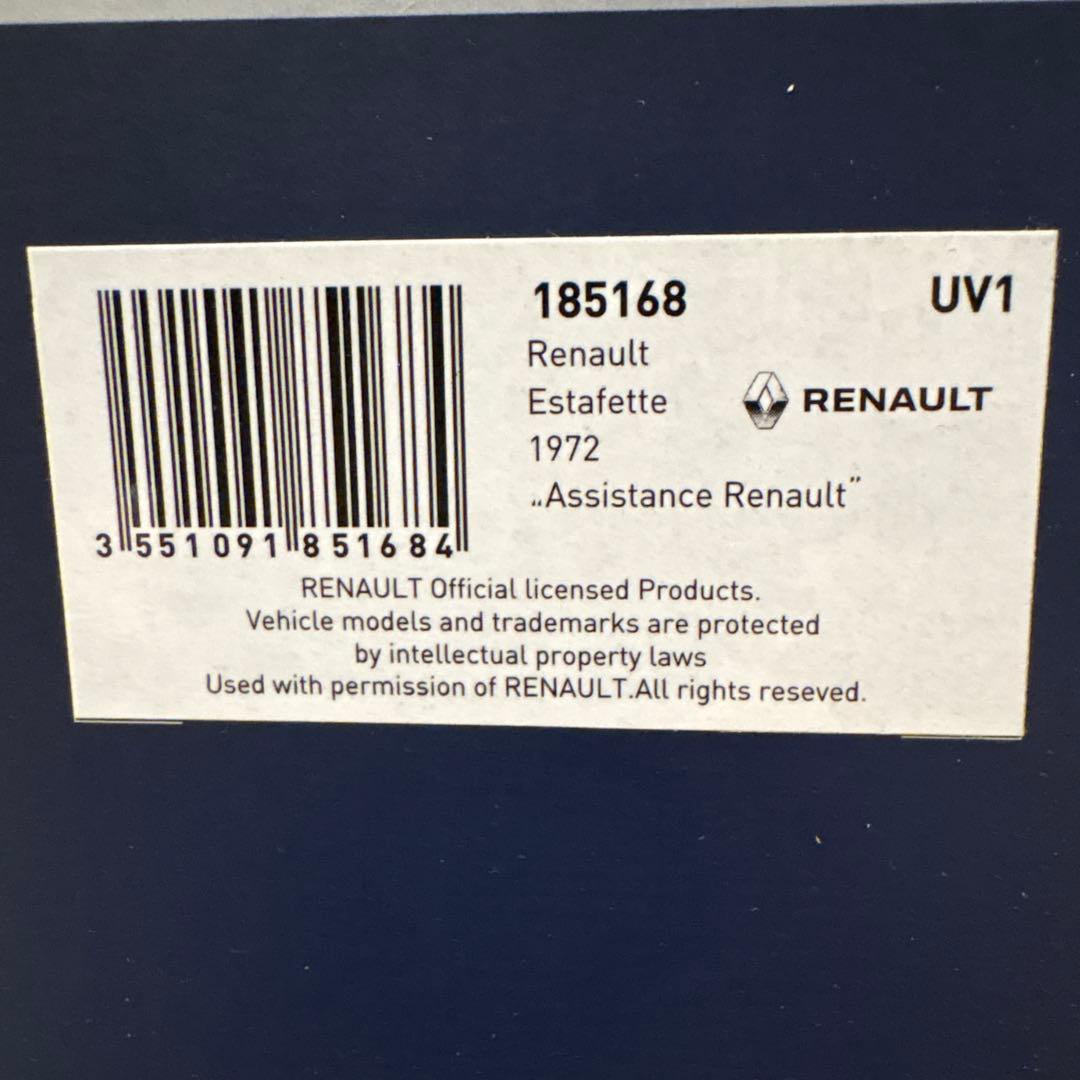 185168
UV1
Renault
Estafette
1972
„Assistance Renault”
RENAULT
3 551091 851684
RENAULT Official licensed Products.
Vehicle models and trademarks are protected
by intellectual property laws
Used with permission of RENAULT.All rights reseved.